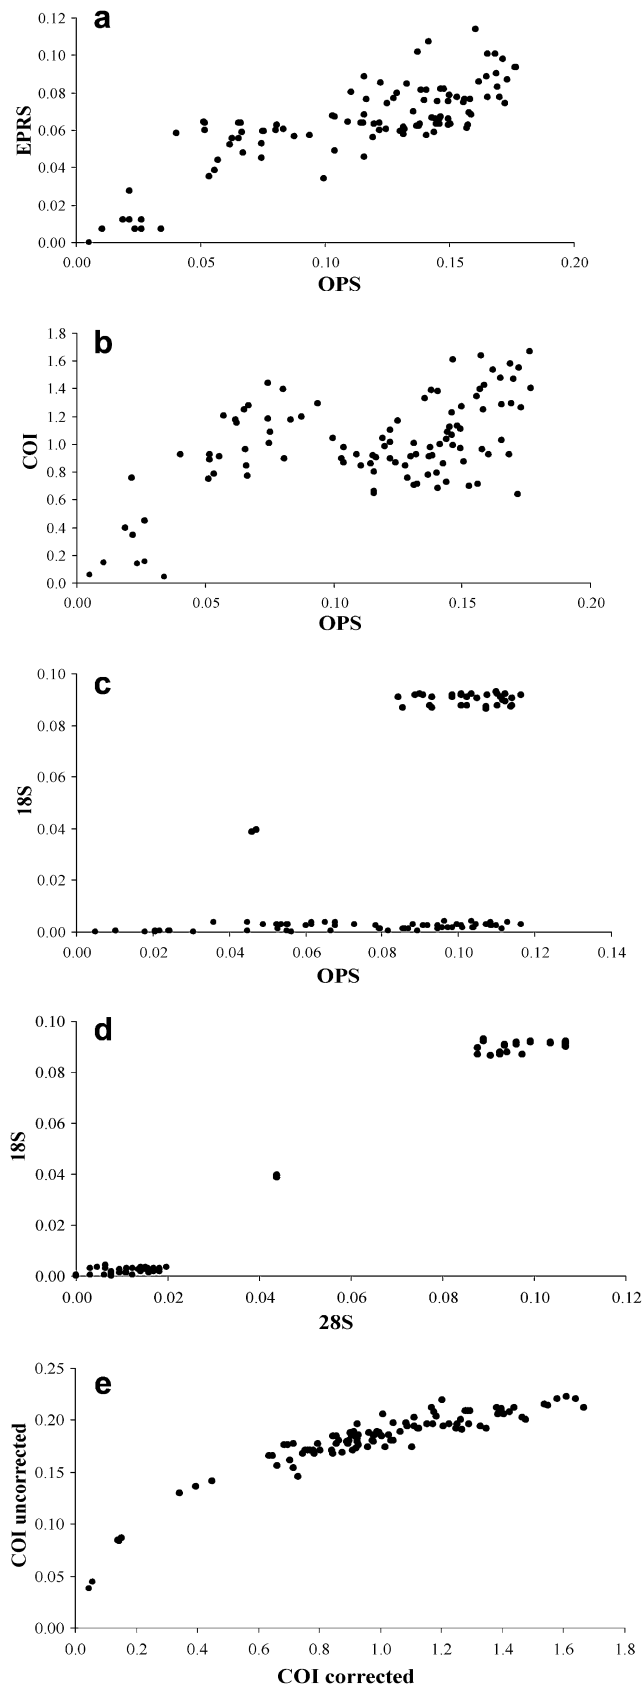 a
0.12
0.10
0.08
0.06
0.04
0.02
0.00
EPRS
0.00 0.05 0.10 0.15 0.20
OPS
b
1.8
1.6
1.4
1.2
1.0
0.8
0.6
0.4
0.2
0.0
COI
0.00 0.05 0.10 0.15 0.20
OPS
c
0.10
0.08
0.06
0.04
0.02
0.00
18S
0.00 0.02 0.04 0.06 0.08 0.10 0.12 0.14
OPS
d
0.10
0.08
0.06
0.04
0.02
0.00
18S
0.00 0.02 0.04 0.06 0.08 0.10 0.12
28S
e
0.25
0.20
0.15
0.10
0.05
0.00
COI uncorrected
0.0 0.2 0.4 0.6 0.8 1.0 1.2 1.4 1.6 1.8
COI corrected